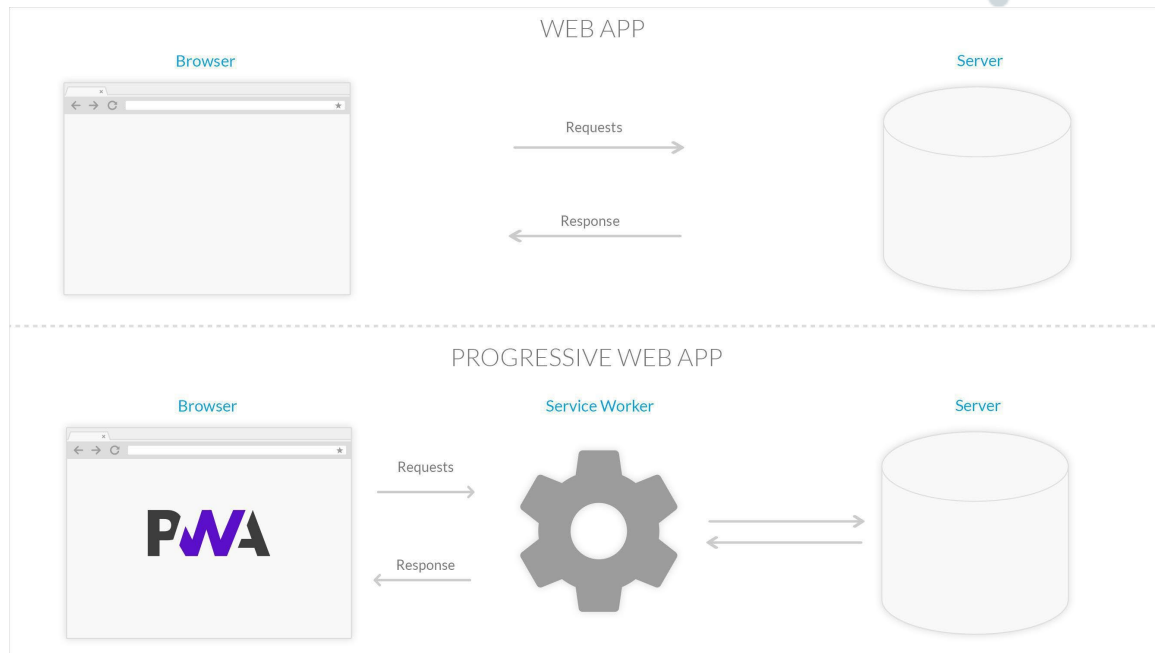 WEB APP
Browser
Server
Requests
Response
PROGRESSIVE WEB APP
Browser
Service Worker
Server
Requests
PWA
Response